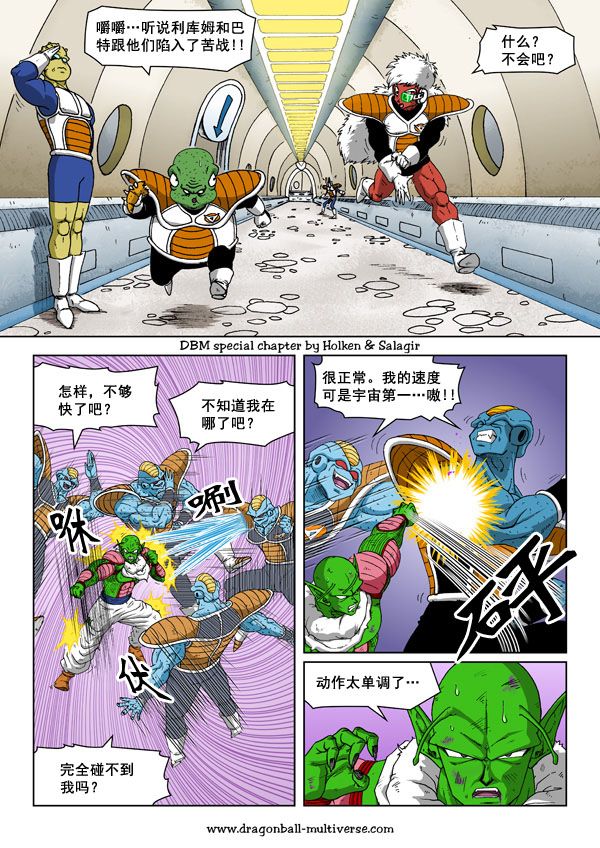 嚼嚼…听说利库姆和巴
特跟他们陷入了苦战!!
什么?
不会吧?
DBM special chapter by Holken & Salagir
怎样，不够
快了吧?
不知道我在
哪了吧?
咻
唰
伏
完全碰不到
我吗?
很正常。我的速度
可是宇宙第一…嗷!!
砰
动作太单调了…
www.dragonball-multiverse.com